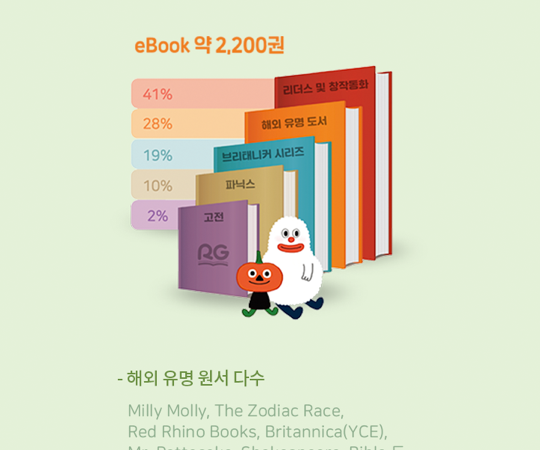 eBook 약 2,200권
41%
리더스 및 창작동화
28%
해외 유명 도서
19%
브리태니커 시리즈
10%
파닉스
2%
고전
RG
- 해외 유명 원서 다수
Milly Molly, The Zodiac Race,
Red Rhino Books, Britannica(YCE),